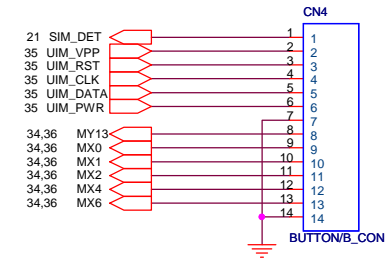 CN4
21 SIM_DET 1 1
35 UIM_VPP 2 2
35 UIM_RST 3 3
35 UIM_CLK 4 4
35 UIM_DATA 5 5
35 UIM_PWR 6 6
7 7
34,36 MY13 8 8
34,36 MX0 9 9
34,36 MX1 10 10
34,36 MX2 11 11
34,36 MX4 12 12
34,36 MX6 13 13
14 14
BUTTON/B_CON